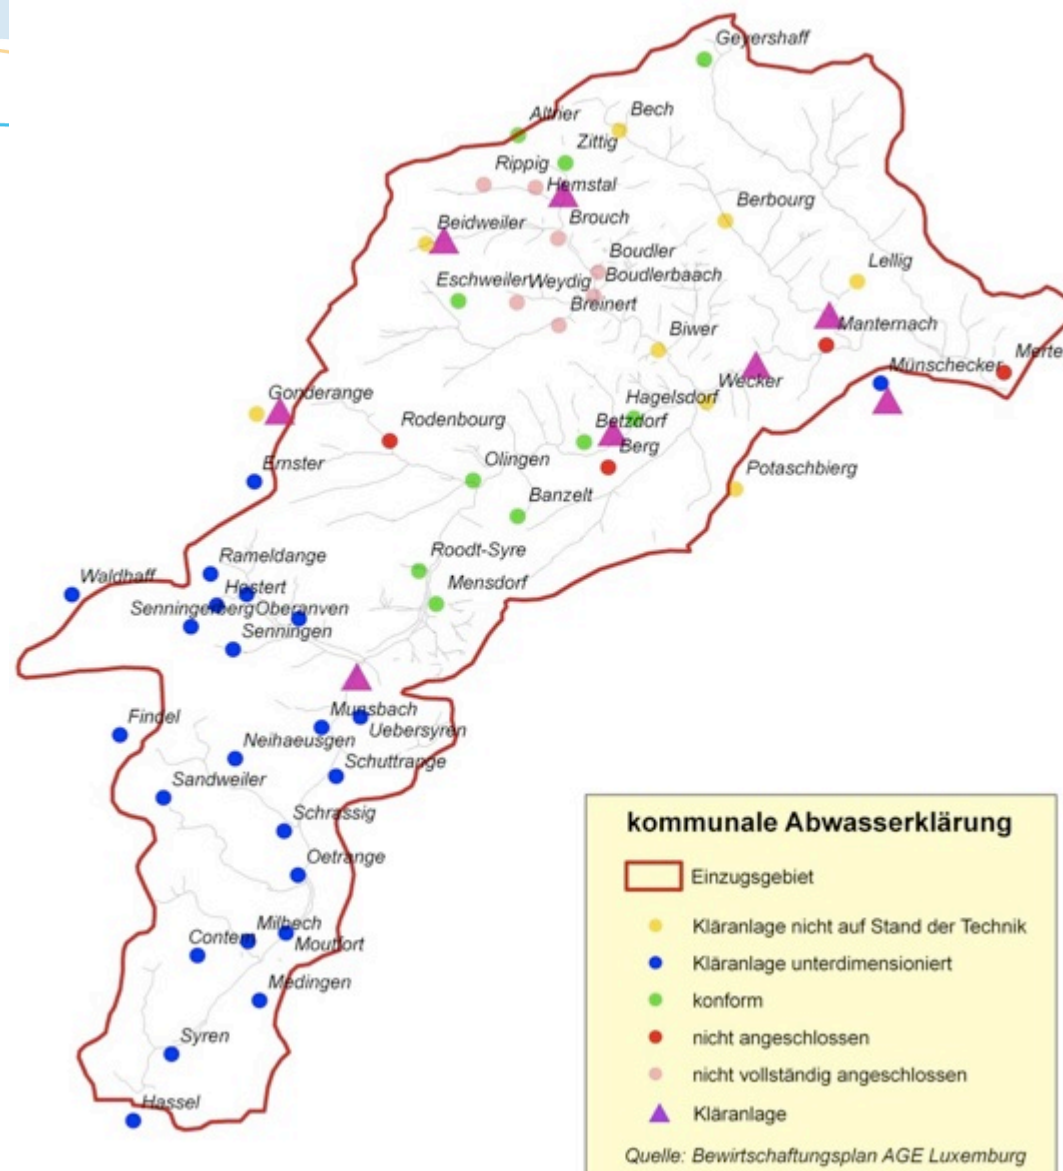 Geyershaff
Altrier
Bech
Zittig
Rippig
Hemstal
Beidweiler
Brouch
Berbourg
Boudler
Lellig
Eschweiler
Weydig
Boudlerbaach
Breinert
Biwer
Manternach
Merte
Münschecker
Wecker
Gonderange
Hagelsdorf
Rodenbourg
Betzdorf
Berg
Olingen
Potaschbierg
Ernster
Banzelt
Roodt-Syre
Rameldange
Waldhaff
Hostert
Mensdorf
Senningerberg
Oberanven
Senningen
Findel
Munsbach
Uebersyren
Neihaeusgen
Schuttrange
Sandweiler
Schrassig
Oetrange
Milbech
Contern
Moutfort
Medingen
Syren
Hassel
kommunale Abwasserklärung
Einzugsgebiet
Kläranlage nicht auf Stand der Technik
Kläranlage unterdimensioniert
konform
nicht angeschlossen
nicht vollständig angeschlossen
Kläranlage
Quelle: Bewirtschaftungsplan AGE Luxemburg